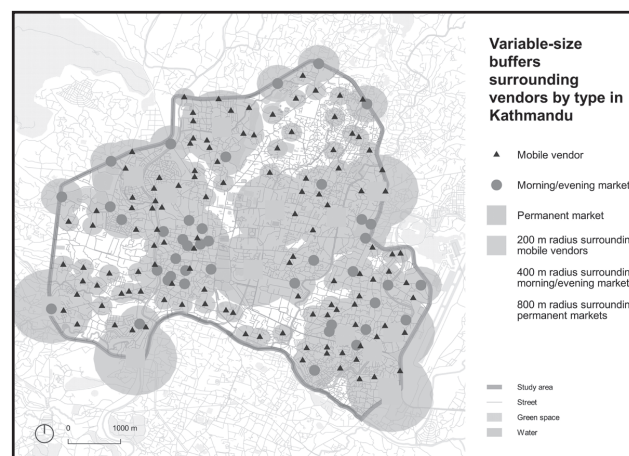 Variable-size
buffers
surrounding
vendors by type in
Kathmandu
Mobile vendor
Morning/evening market
Permanent market
200 m radius surroundin
mobile vendors
400 m radius surroundin
morning/evening market
800 m radius surroundin
permanent markets
Study area
Street
Green space
Water
0
1000 m